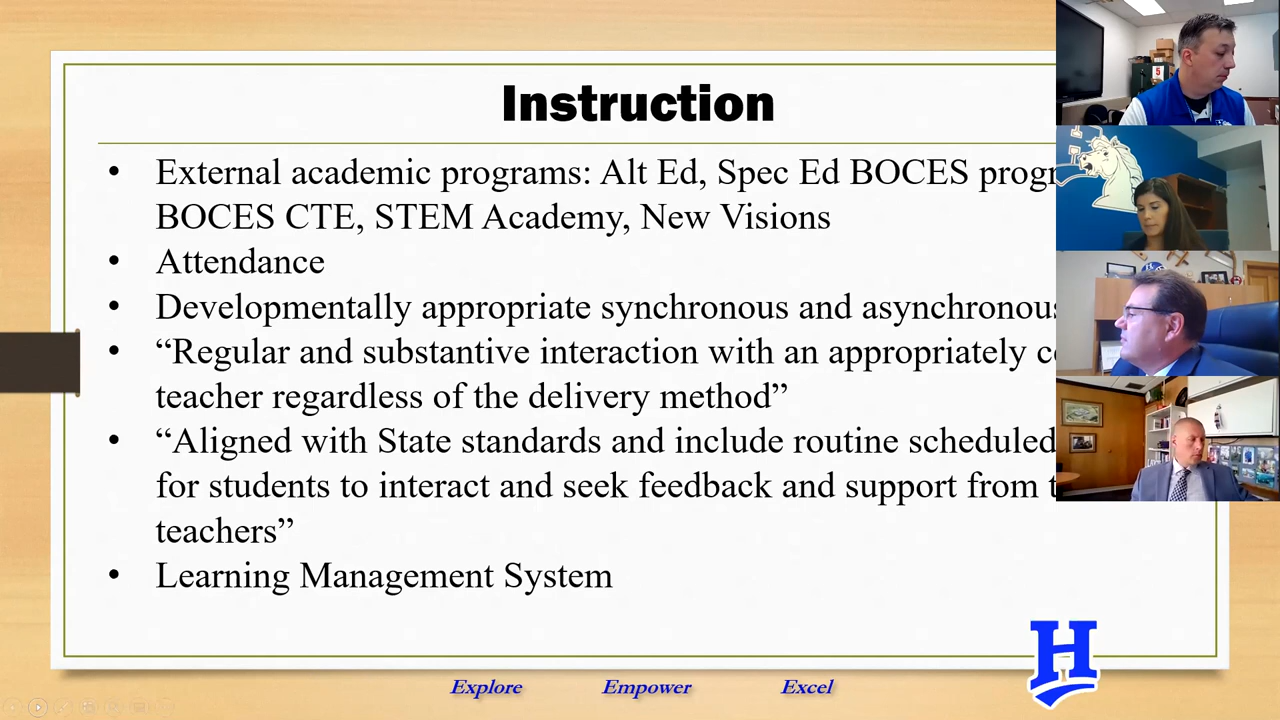 Instruction
• External academic programs: Alt Ed, Spec Ed BOCES
BOCES CTE, STEM Academy, New Visions
• Attendance
• Developmentally appropriate synchronous and asynchronous
• “Regular and substantive interaction with an appropriately
teacher regardless of the delivery method”
• “Aligned with State standards and include routine scheduled
for students to interact and seek feedback and support from
teachers”
• Learning Management System
H
Explore Empower Excel
5